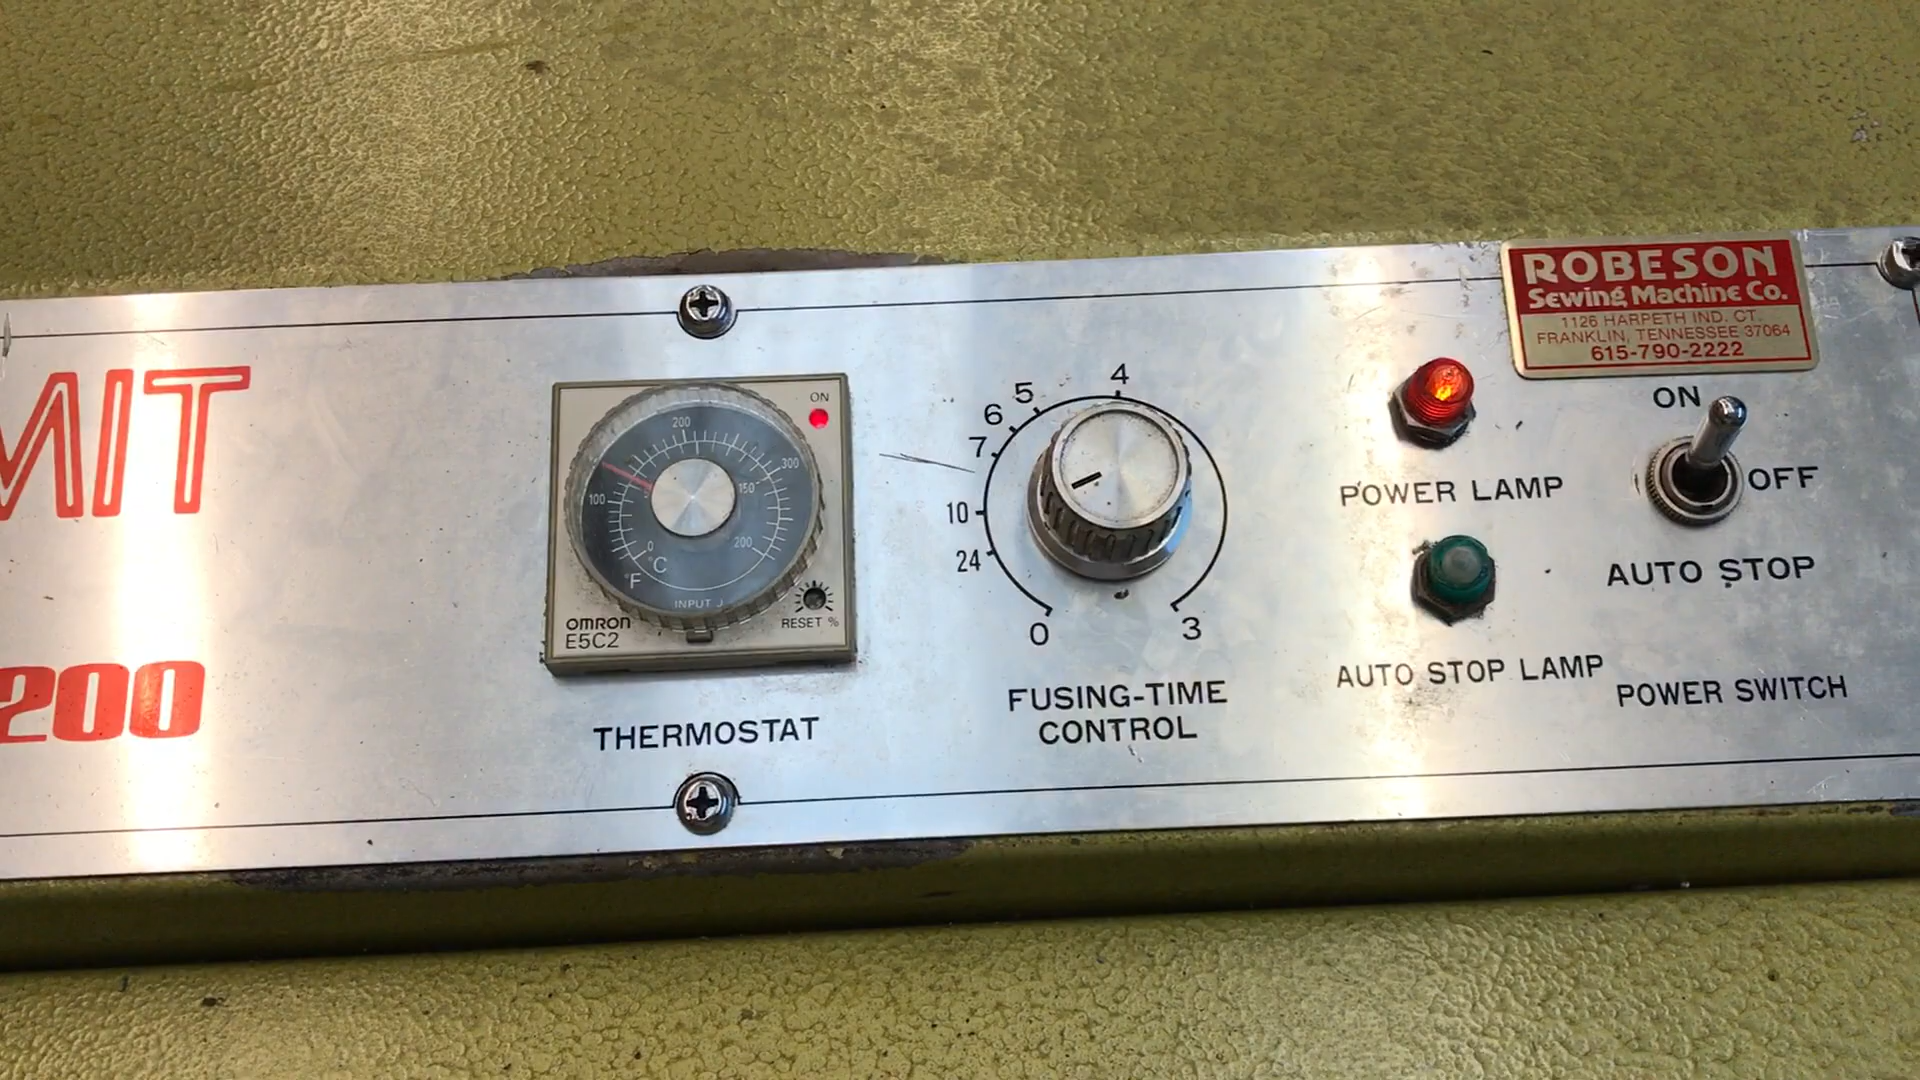 MIT
200
ON
200
300
100
150
0
200
°C
°F
INPUT J
OMRON
E5C2
RESET %
THERMOSTAT
4
5
6
7
10
24
0
3
FUSING-TIME
CONTROL
POWER LAMP
AUTO STOP LAMP
ROBESON
Sewing Machine Co.
1126 HARPETH IND. CT.
FRANKLIN, TENNESSEE 37064
615-790-2222
ON
OFF
AUTO STOP
POWER SWITCH